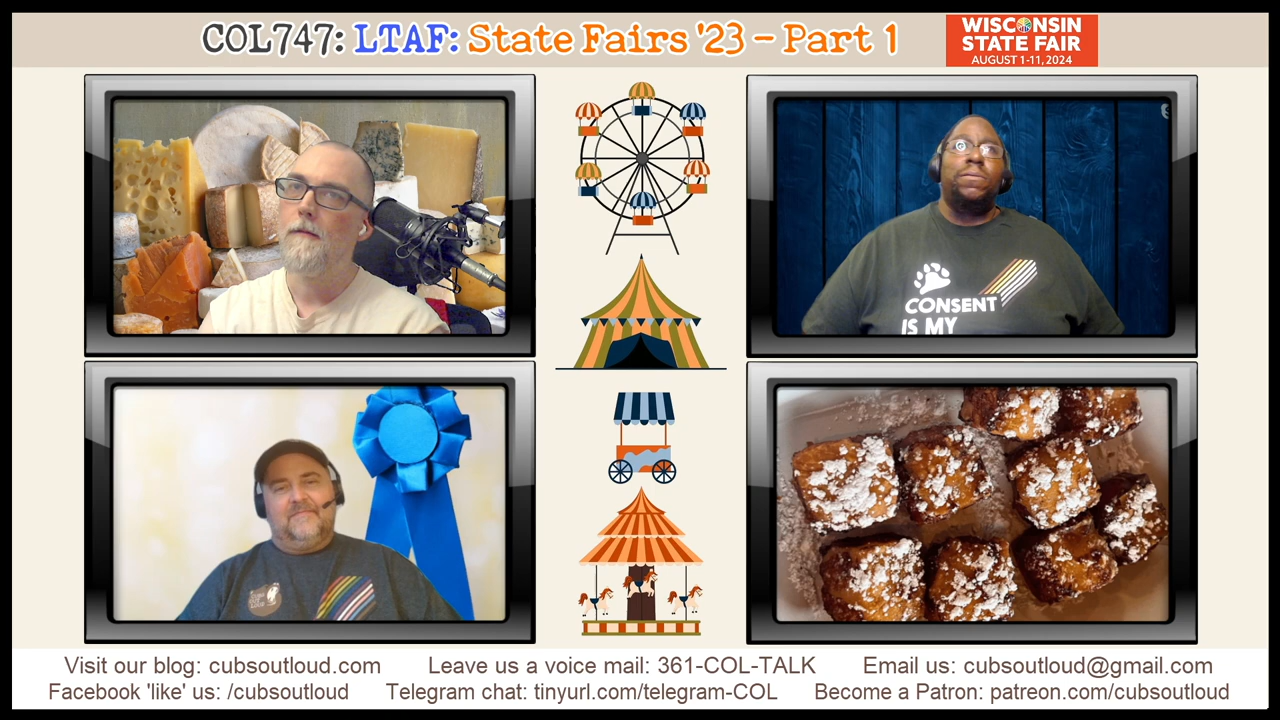 COL747: LTAF: State Fairs '23 - Part 1
WISCONSIN
STATE FAIR
AUGUST 1-11, 2024
CONSENT
IS MY
Visit our blog: cubsoutloud.com Leave us a voice mail: 361-COL-TALK Email us: cubsoutloud@gmail.com
Facebook 'like' us: /cubsoutloud Telegram chat: tinyurl.com/telegram-COL Become a Patron: patreon.com/cubsoutloud